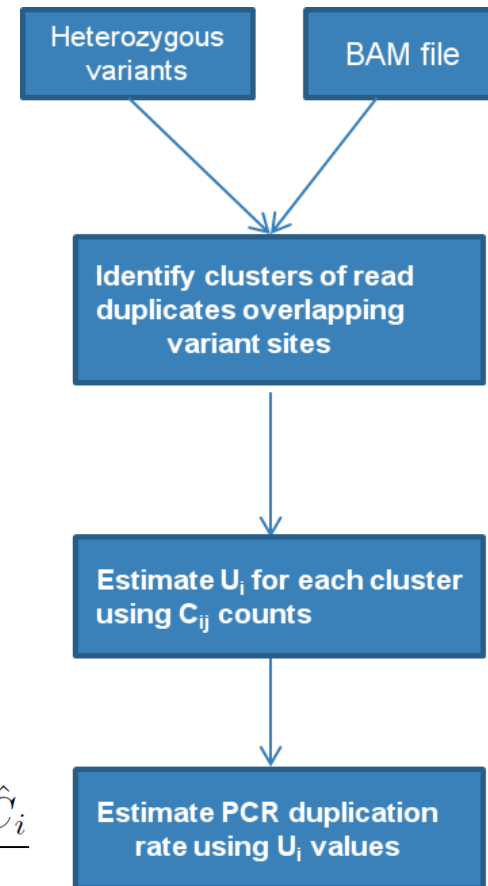 Heterozygous
variants
BAM file
Identify clusters of read
duplicates overlapping
variant sites
Estimate Uᵢ for each cluster
using Cᵢⱼ counts
Estimate PCR duplication
rate using Uᵢ values
Ĉᵢ